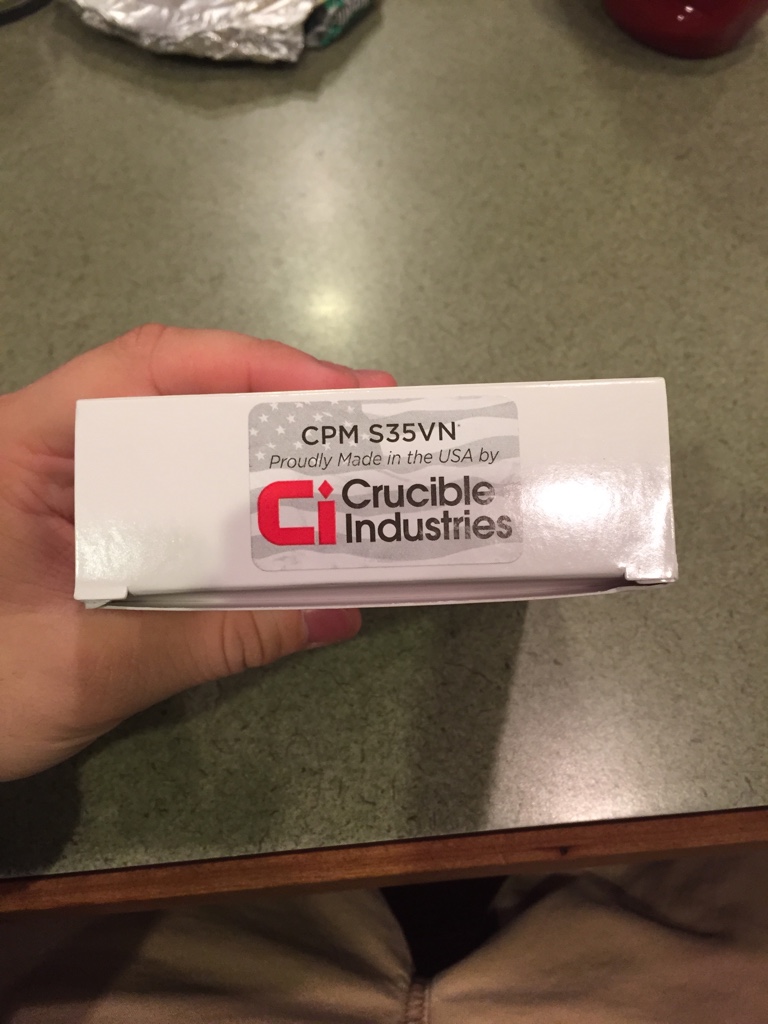 CPM S35VN
Proudly Made in the USA by
Ci Crucible
Industries